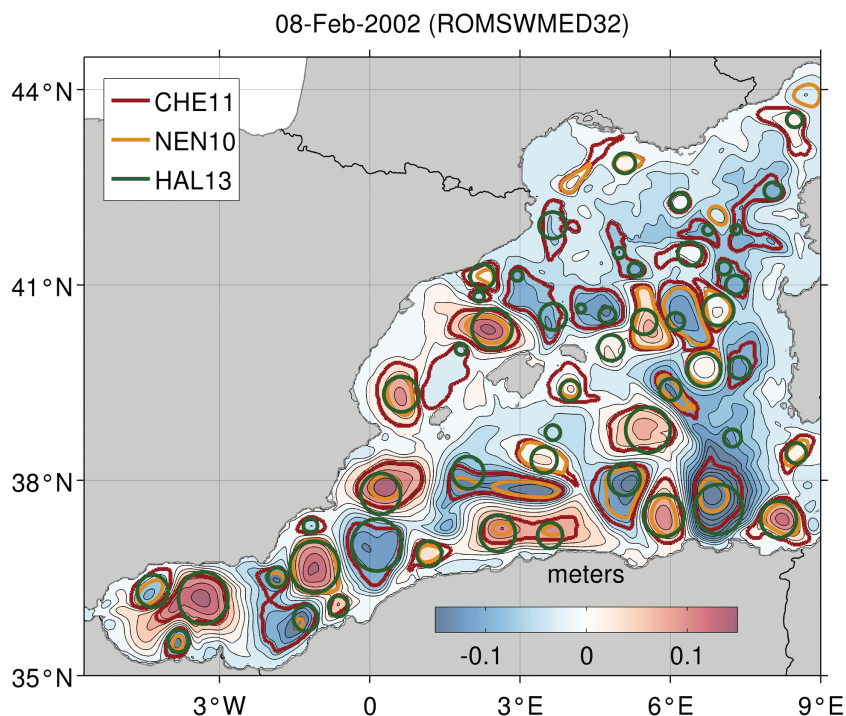 08-Feb-2002 (ROMSWMED32)
44°N
CHE11
NEN10
HAL13
41°N
38°N
meters
-0.1 0 0.1
35°N
3°W 0 3°E 6°E 9°E